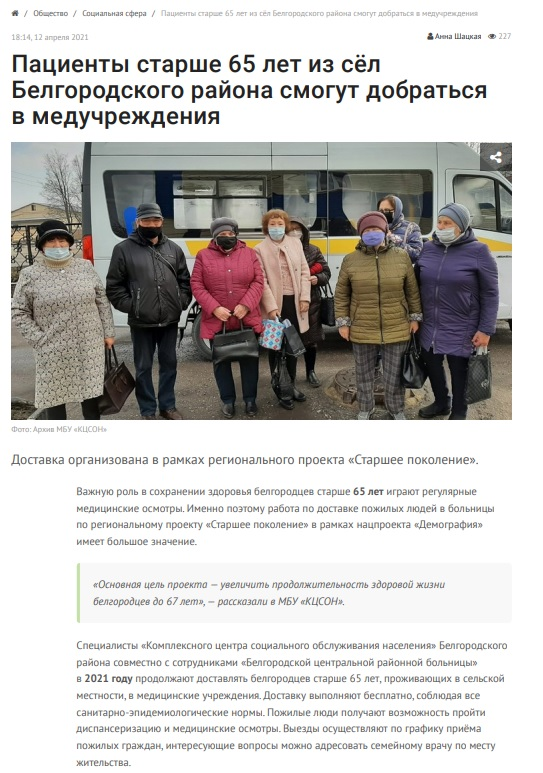 / Общество / Социальная сфера / Пациенты старше 65 лет из сёл Белгородского района смогут добраться в медучреждения
18:14, 12 апреля 2021
Анна Шацкая 227
Пациенты старше 65 лет из сёл
Белгородского района смогут добраться
в медучреждения
Фото: Архив МБУ «КЦСОН»
Доставка организована в рамках регионального проекта «Старшее поколение».
Важную роль в сохранении здоровья белгородцев старше 65 лет играют регулярные
медицинские осмотры. Именно поэтому работа по доставке пожилых людей в больницы
по региональному проекту «Старшее поколение» в рамках нацпроекта «Демография»
имеет большое значение.
«Основная цель проекта — увеличить продолжительность здоровой жизни
белгородцев до 67 лет», — рассказали в МБУ «КЦСОН».
Специалисты «Комплексного центра социального обслуживания населения» Белгородского
района совместно с сотрудниками «Белгородской центральной районной больницы»
в 2021 году продолжают доставлять белгородцев старше 65 лет, проживающих в сельской
местности, в медицинские учреждения. Доставку выполняют бесплатно, соблюдая все
санитарно-эпидемиологические нормы. Пожилые люди получают возможность пройти
диспансеризацию и медицинские осмотры. Выезды осуществляют по графику приёма
пожилых граждан, интересующие вопросы можно адресовать семейному врачу по месту
жительства.